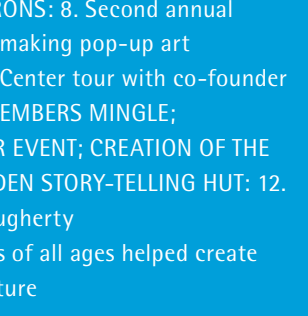 RONS: 8. Second annual
making pop-up art
Center tour with co-founder
EMBERS MINGLE;
R EVENT; CREATION OF THE
DEN STORY-TELLING HUT: 12.
ugherty
s of all ages helped create
ture